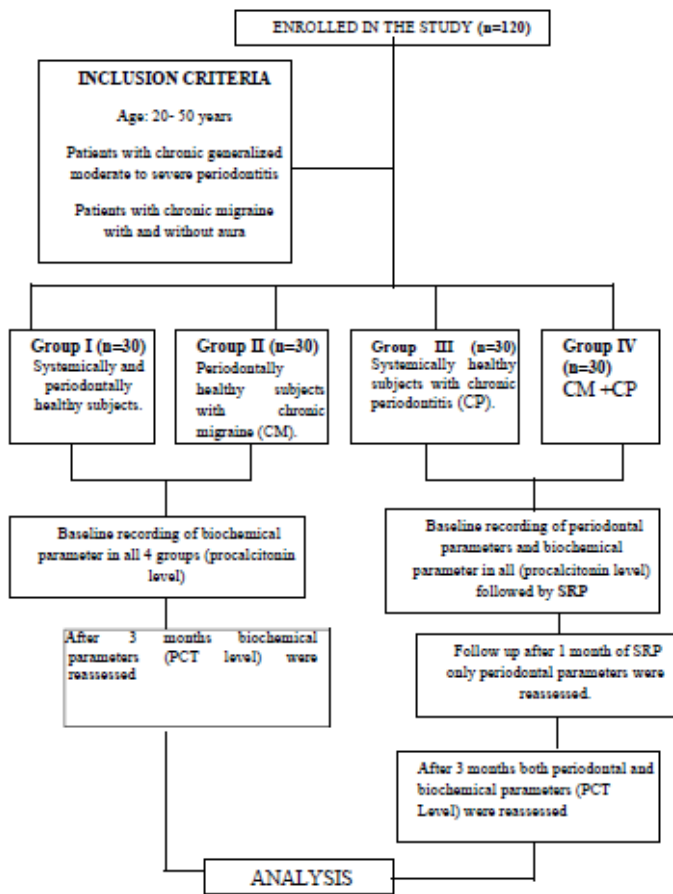 ENROLLED IN THE STUDY (n=120)
INCLUSION CRITERIA
Age: 20- 50 years
Patients with chronic generalized
moderate to severe periodontitis
Patients with chronic migraine
with and without aura
Group I (n=30)
Systemically and
periodontally
healthy subjects.
Group II (n=30)
Periodontally
healthy subjects
with chronic
migraine (CM).
Group III (n=30)
Systemically healthy
subjects with chronic
periodontitis (CP).
Group IV
(n=30)
CM +CP
Baseline recording of biochemical
parameter in all 4 groups (procalcitonin
level)
Baseline recording of periodontal
parameters and biochemical
parameter in all (procalcitonin level)
followed by SRP
After 3 months biochemical
parameters (PCT level) were
reassessed
Follow up after 1 month of SRP
only periodontal parameters were
reassessed.
After 3 months both periodontal and
biochemical parameters (PCT
Level) were reassessed
ANALYSIS